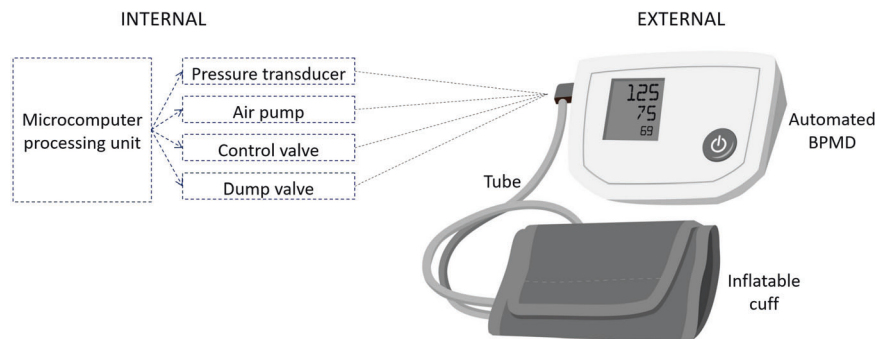 INTERNAL
EXTERNAL
Microcomputer
processing unit
Pressure transducer
Air pump
Control valve
Dump valve
125
75
69
Automated
BPMD
Tube
Inflatable
cuff